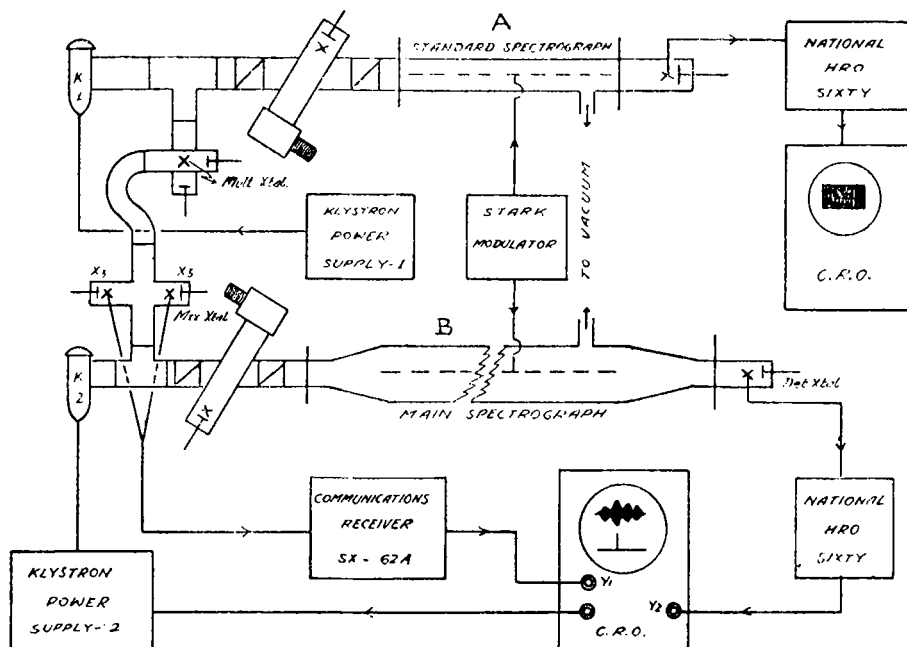 A
STANDARD SPECTROGRAPH
NATIONAL
HRO
SIXTY
K
1
Mult Xtal.
KLYSTRON
POWER
SUPPLY-1
STARK
MODULATOR
TO VACUUM
C.R.O.
X3
X3
Mix Xtal
B
K
2
Det Xtal
MAIN SPECTROGRAPH
COMMUNICATIONS
RECEIVER
SX - 62A
NATIONAL
HRO
SIXTY
KLYSTRON
POWER
SUPPLY-2
Y1
Y2
C.R.O.